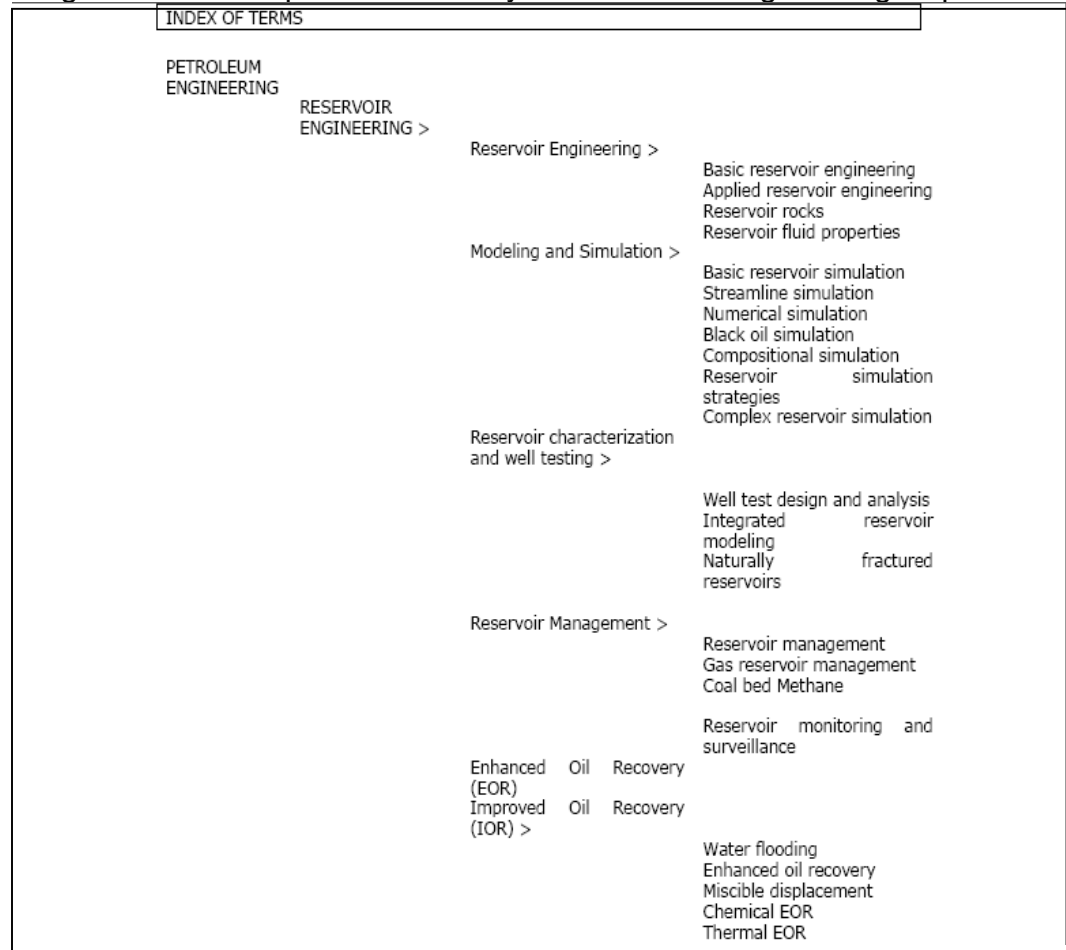 INDEX OF TERMS
PETROLEUM
ENGINEERING
RESERVOIR
ENGINEERING >
Reservoir Engineering >
Basic reservoir engineering
Applied reservoir engineering
Reservoir rocks
Reservoir fluid properties
Modeling and Simulation >
Basic reservoir simulation
Streamline simulation
Numerical simulation
Black oil simulation
Compositional simulation
Reservoir simulation
strategies
Complex reservoir simulation
Reservoir characterization
and well testing >
Well test design and analysis
Integrated reservoir
modeling
Naturally fractured
reservoirs
Reservoir Management >
Reservoir management
Gas reservoir management
Coal bed Methane
Reservoir monitoring and
surveillance
Enhanced Oil Recovery
(EOR)
Improved Oil Recovery
(IOR) >
Water flooding
Enhanced oil recovery
Miscible displacement
Chemical EOR
Thermal EOR